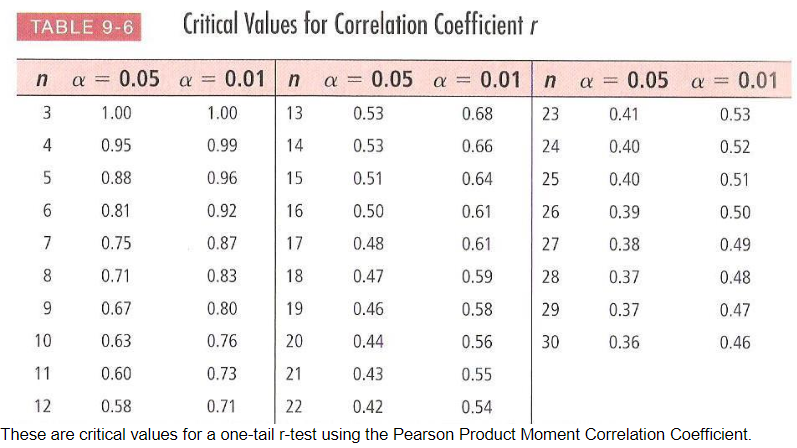 TABLE 9-6 Critical Values for Correlation Coefficient r
n α = 0.05 α = 0.01 n α = 0.05 α = 0.01 n α = 0.05 α = 0.01
3 1.00 1.00 13 0.53 0.68 23 0.41 0.53
4 0.95 0.99 14 0.53 0.66 24 0.40 0.52
5 0.88 0.96 15 0.51 0.64 25 0.40 0.51
6 0.81 0.92 16 0.50 0.61 26 0.39 0.50
7 0.75 0.87 17 0.48 0.61 27 0.38 0.49
8 0.71 0.83 18 0.47 0.59 28 0.37 0.48
9 0.67 0.80 19 0.46 0.58 29 0.37 0.47
10 0.63 0.76 20 0.44 0.56 30 0.36 0.46
11 0.60 0.73 21 0.43 0.55
12 0.58 0.71 22 0.42 0.54
These are critical values for a one-tail r-test using the Pearson Product Moment Correlation Coefficient.